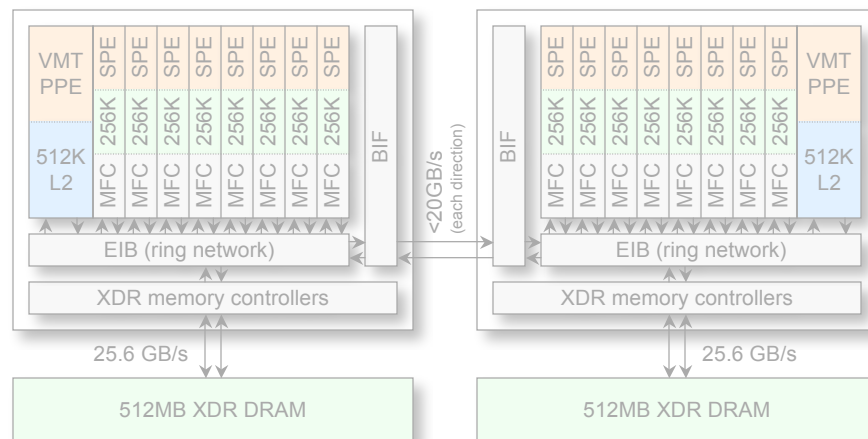 VMT
PPE
512K
L2
SPE SPE SPE SPE SPE SPE SPE SPE
256K 256K 256K 256K 256K 256K 256K 256K
MFC MFC MFC MFC MFC MFC MFC MFC
BIF
EIB (ring network)
XDR memory controllers
25.6 GB/s
512MB XDR DRAM
<20GB/s
(each direction)
BIF
SPE SPE SPE SPE SPE SPE SPE SPE
256K 256K 256K 256K 256K 256K 256K 256K
MFC MFC MFC MFC MFC MFC MFC MFC
VMT
PPE
512K
L2
EIB (ring network)
XDR memory controllers
25.6 GB/s
512MB XDR DRAM